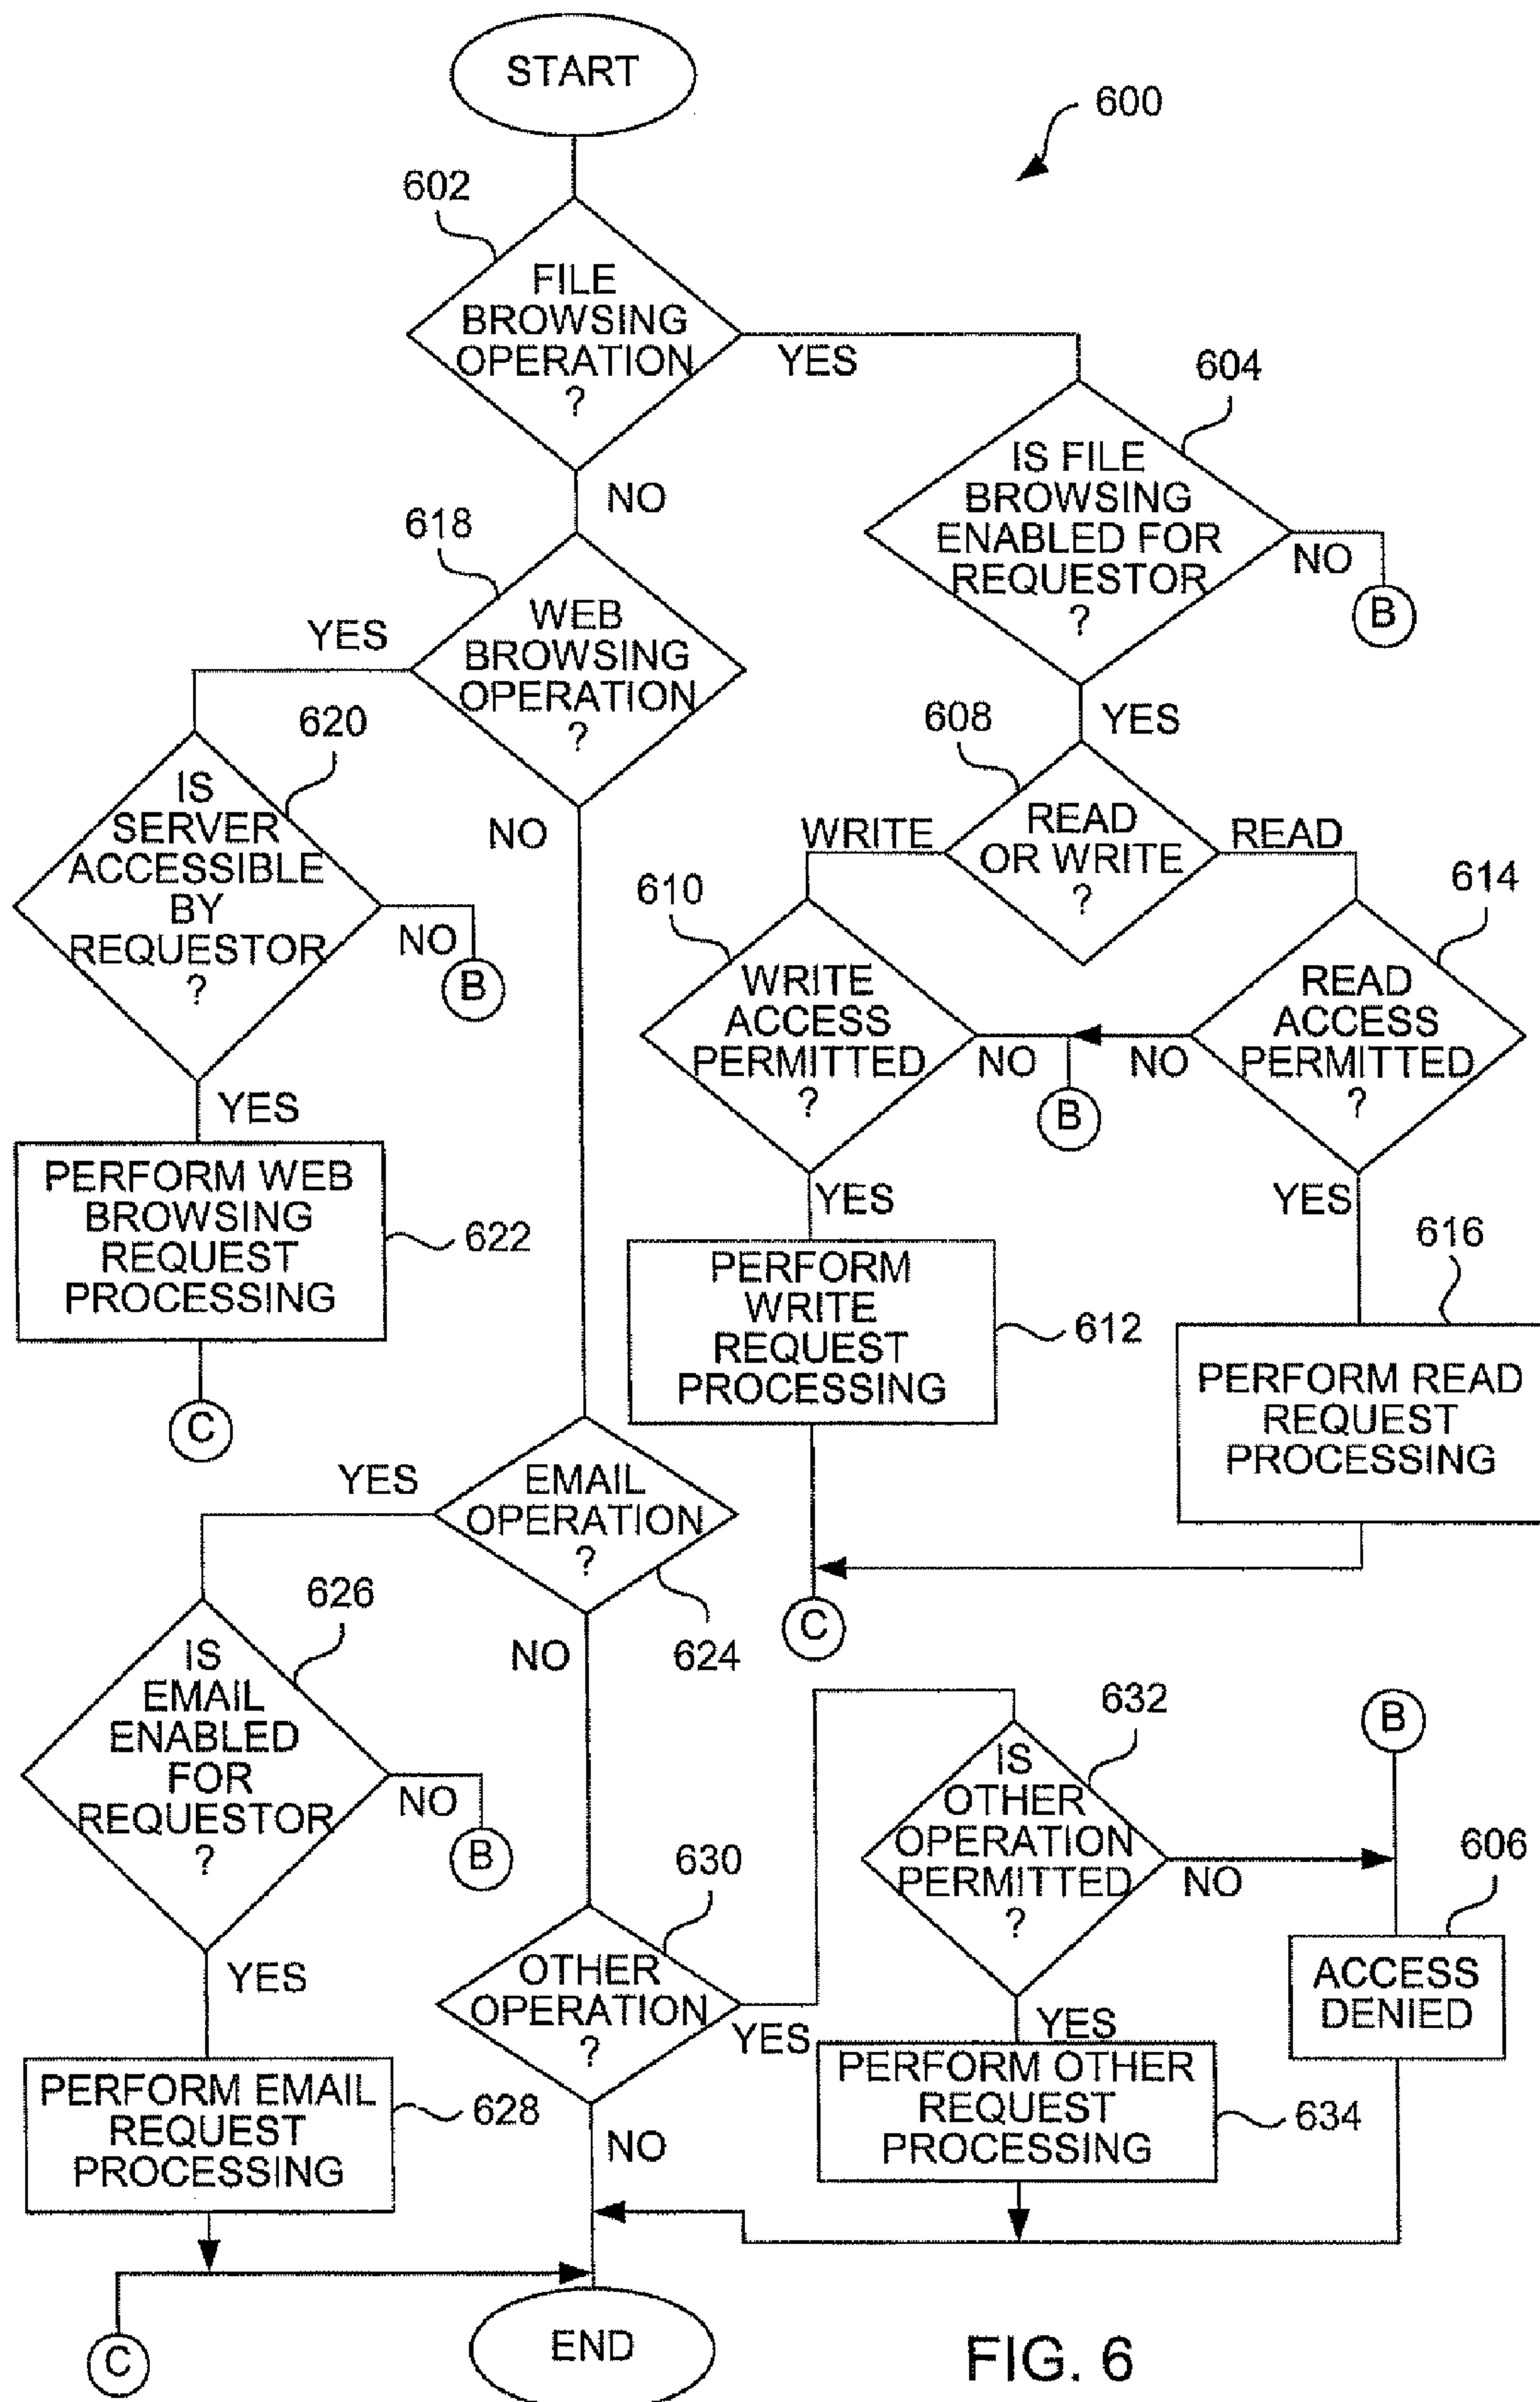 START
600
602
FILE
BROWSING
OPERATION
?
YES
NO
604
IS FILE
BROWSING
ENABLED FOR
REQUESTOR
?
NO
B
YES
618
WEB
BROWSING
OPERATION
?
YES
NO
620
IS
SERVER
ACCESSIBLE
BY
REQUESTOR
?
NO
B
YES
PERFORM WEB
BROWSING
REQUEST
PROCESSING
622
C
608
READ
OR WRITE
?
WRITE
READ
610
WRITE
ACCESS
PERMITTED
?
NO
B
YES
614
READ
ACCESS
PERMITTED
?
NO
YES
PERFORM
WRITE
REQUEST
PROCESSING
612
616
PERFORM READ
REQUEST
PROCESSING
C
EMAIL
OPERATION
?
624
YES
NO
626
IS
EMAIL
ENABLED
FOR
REQUESTOR
?
NO
B
YES
PERFORM EMAIL
REQUEST
PROCESSING
628
630
OTHER
OPERATION
?
YES
NO
632
IS
OTHER
OPERATION
PERMITTED
?
NO
YES
B
606
ACCESS
DENIED
PERFORM OTHER
REQUEST
PROCESSING
634
C
END
FIG. 6